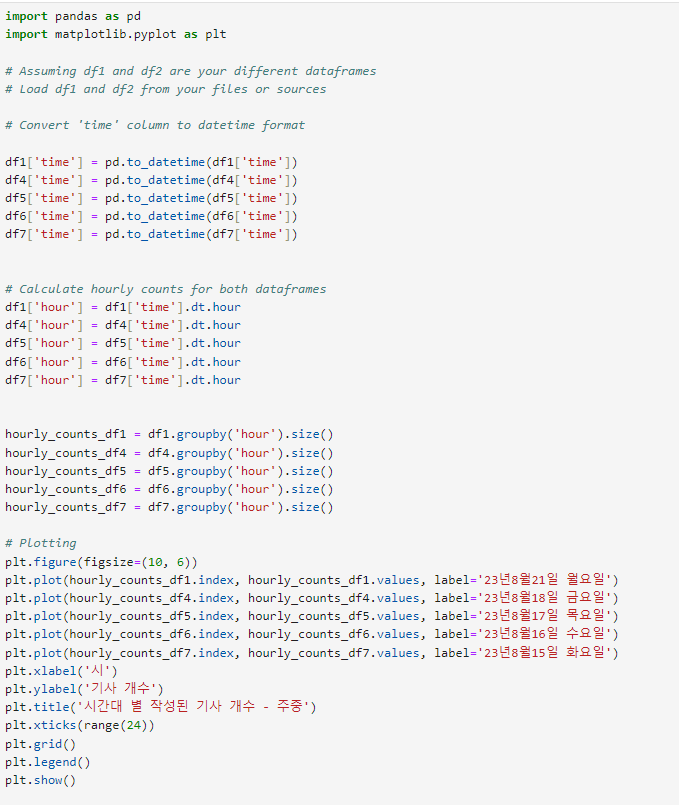 import pandas as pd
import matplotlib.pyplot as plt
# Assuming df1 and df2 are your different dataframes
# Load df1 and df2 from your files or sources
# Convert 'time' column to datetime format
df1['time'] = pd.to_datetime(df1['time'])
df4['time'] = pd.to_datetime(df4['time'])
df5['time'] = pd.to_datetime(df5['time'])
df6['time'] = pd.to_datetime(df6['time'])
df7['time'] = pd.to_datetime(df7['time'])
# Calculate hourly counts for both dataframes
df1['hour'] = df1['time'].dt.hour
df4['hour'] = df4['time'].dt.hour
df5['hour'] = df5['time'].dt.hour
df6['hour'] = df6['time'].dt.hour
df7['hour'] = df7['time'].dt.hour
hourly_counts_df1 = df1.groupby('hour').size()
hourly_counts_df4 = df4.groupby('hour').size()
hourly_counts_df5 = df5.groupby('hour').size()
hourly_counts_df6 = df6.groupby('hour').size()
hourly_counts_df7 = df7.groupby('hour').size()
# Plotting
plt.figure(figsize=(10, 6))
plt.plot(hourly_counts_df1.index, hourly_counts_df1.values, label='23년8월21일 월요일')
plt.plot(hourly_counts_df4.index, hourly_counts_df4.values, label='23년8월18일 금요일')
plt.plot(hourly_counts_df5.index, hourly_counts_df5.values, label='23년8월17일 목요일')
plt.plot(hourly_counts_df6.index, hourly_counts_df6.values, label='23년8월16일 수요일')
plt.plot(hourly_counts_df7.index, hourly_counts_df7.values, label='23년8월15일 화요일')
plt.xlabel('시')
plt.ylabel('기사 개수')
plt.title('시간대 별 작성된 기사 개수 - 주중')
plt.xticks(range(24))
plt.grid()
plt.legend()
plt.show()